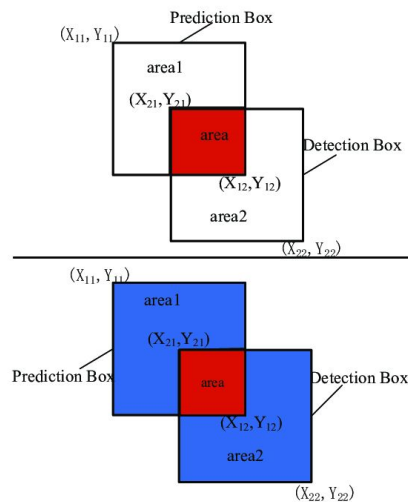 Prediction Box
(X11, Y11)
area1
(X21,Y21)
area
Detection Box
(X12,Y12)
area2
(X22, Y22)
(X11, Y11)
area1
(X21,Y21)
Prediction Box
area
Detection Box
(X12,Y12)
area2
(X22, Y22)